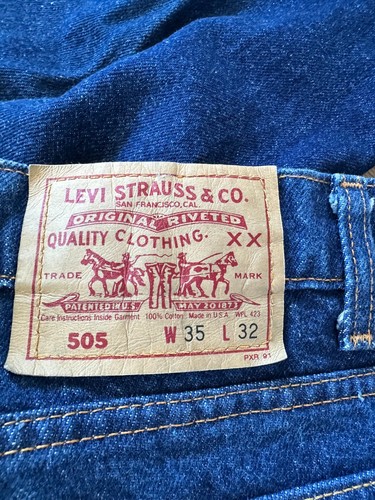 LEVI STRAUSS & CO.
SAN FRANCISCO, CAL.
ORIGINAL RIVETED
QUALITY CLOTHING. XX
TRADE MARK
PATENTED IN U.S. MAY 20 1873
Care Instructions Inside Garment 100% Cotton Made in U.S.A. WPL 423
505 W 35 L 32
PXR 91